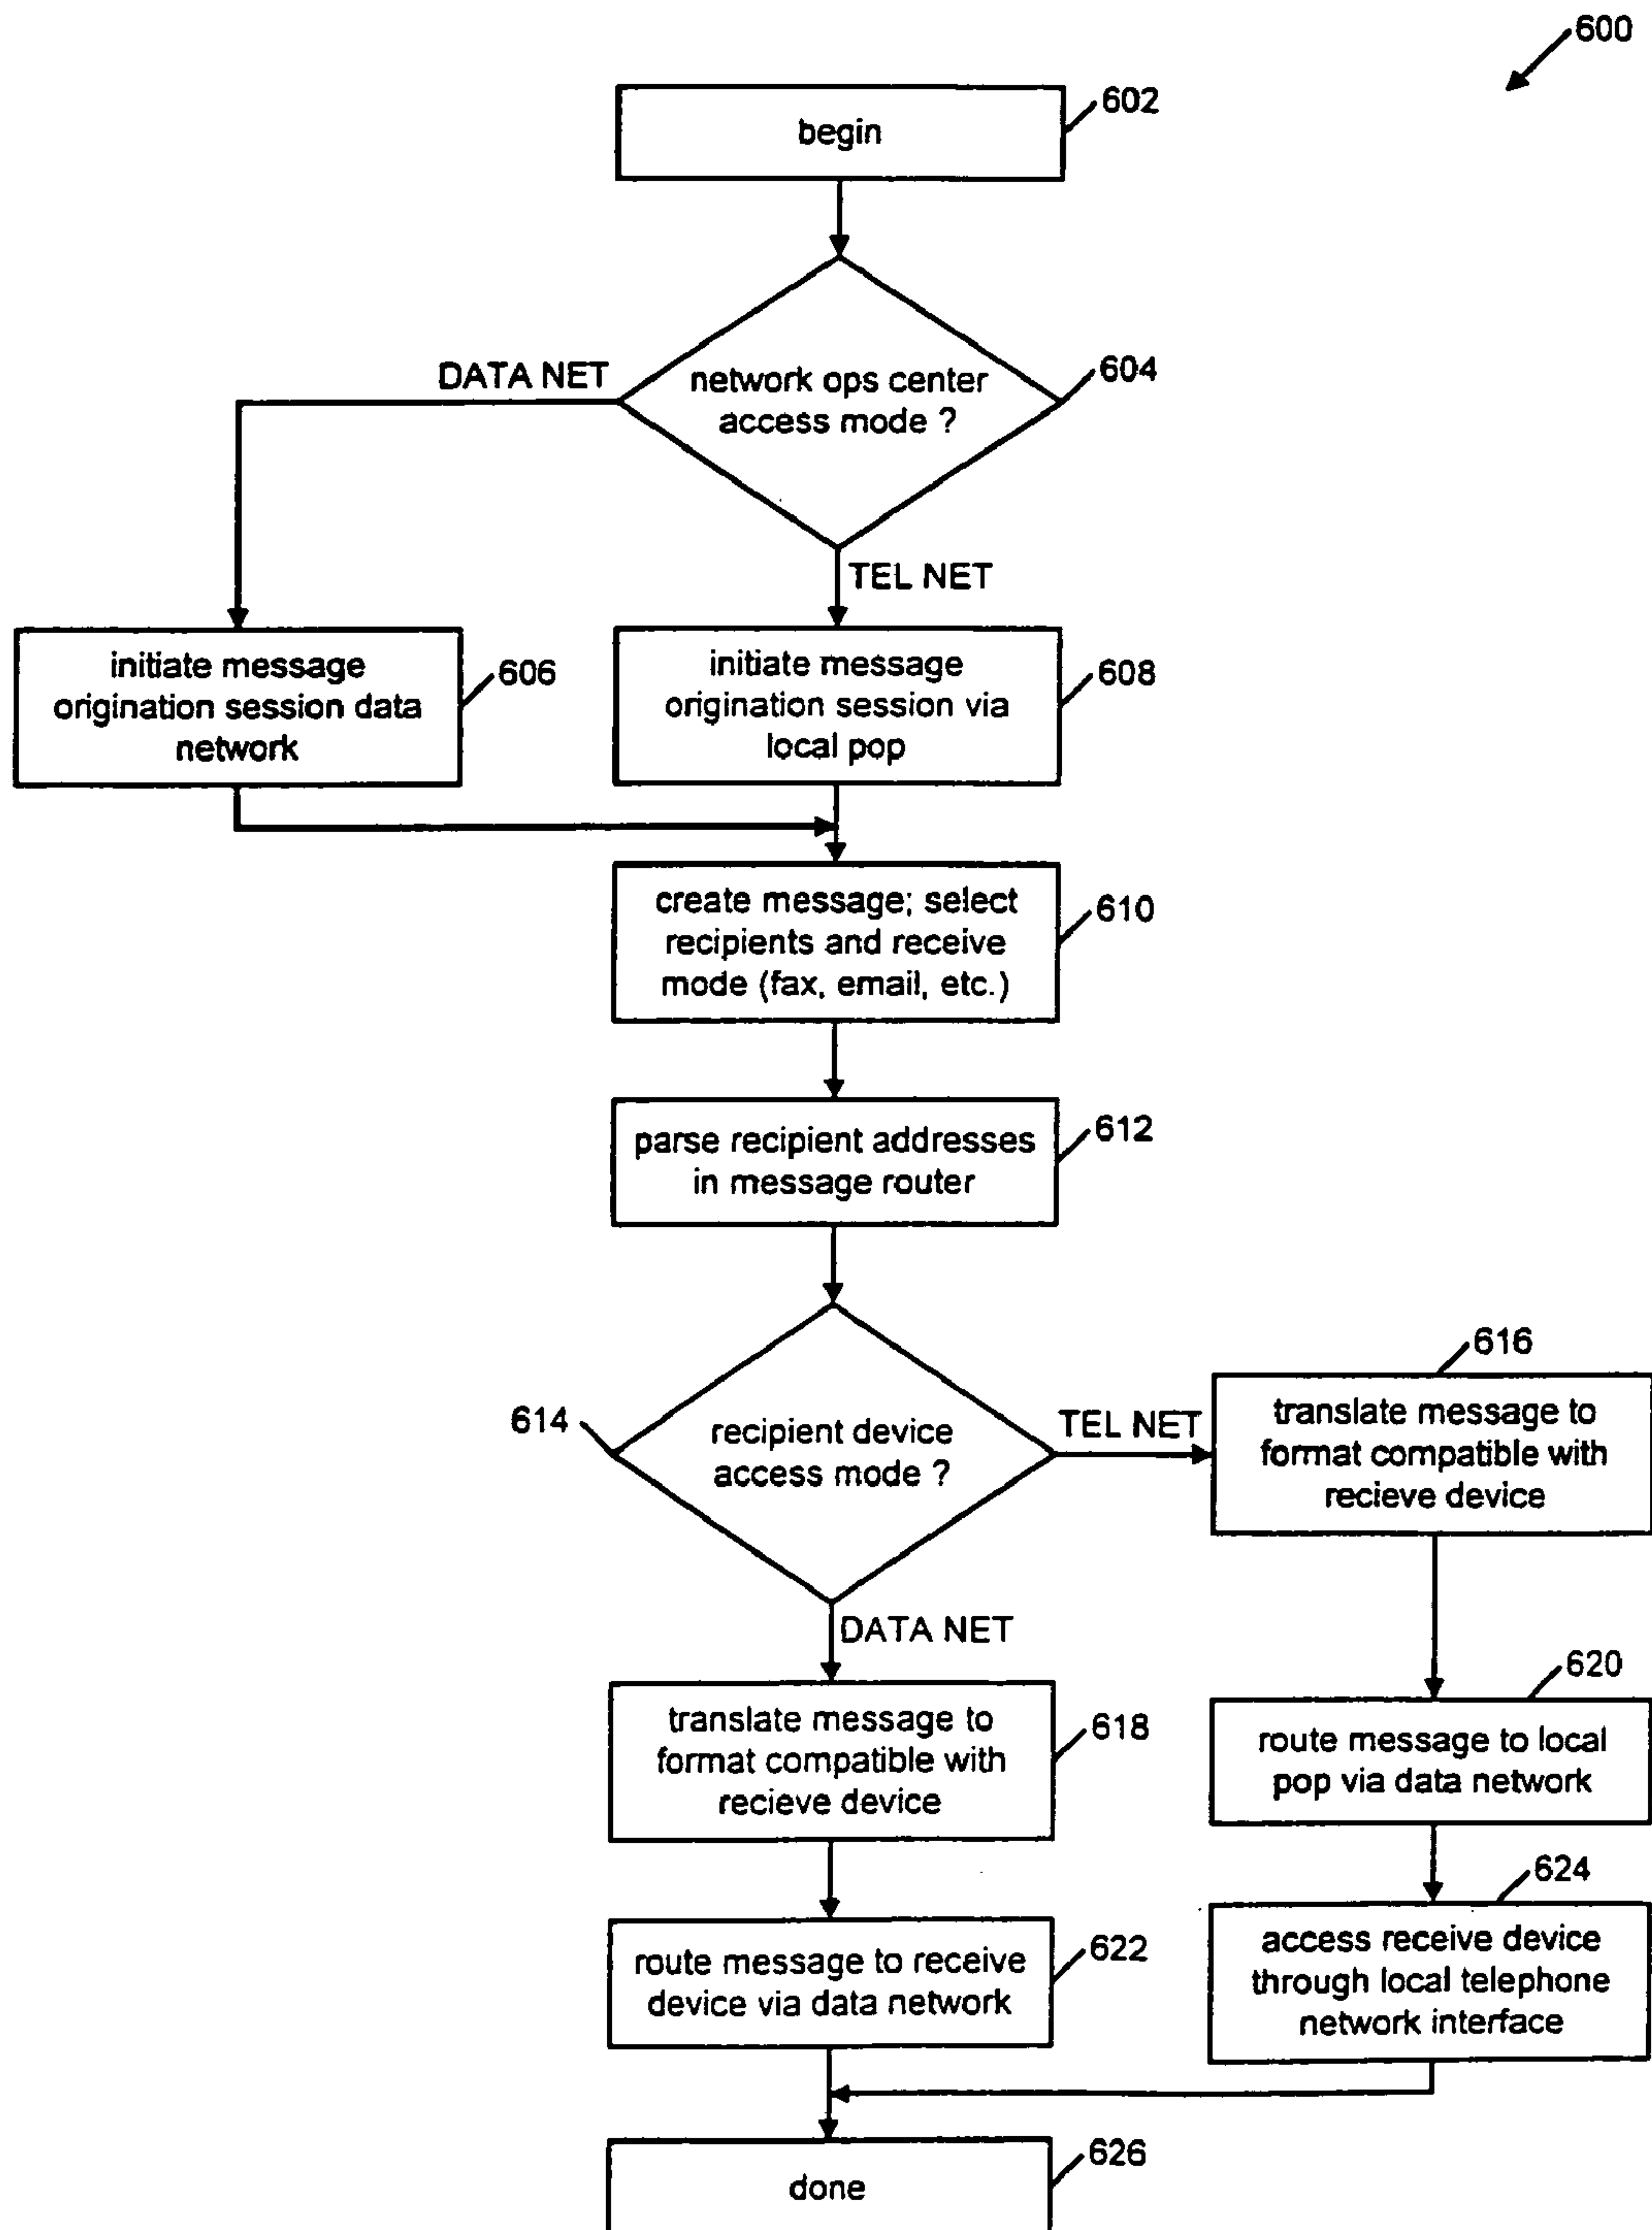 600
602
begin
604
DATA NET
network ops center
access mode ?
TEL NET
initiate message
origination session data
network
606
initiate message
origination session via
local pop
608
create message; select
recipients and receive
mode (fax, email, etc.)
610
parse recipient addresses
in message router
612
614
recipient device
access mode ?
TEL NET
616
translate message to
format compatible with
recieve device
DATA NET
translate message to
format compatible with
recieve device
618
620
route message to local
pop via data network
route message to receive
device via data network
622
624
access receive device
through local telephone
network interface
done
626